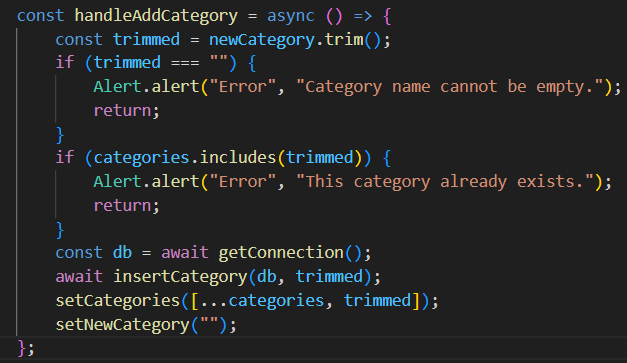 const handleAddCategory = async () => {
    const trimmed = newCategory.trim();
    if (trimmed === "") {
        Alert.alert("Error", "Category name cannot be empty.");
        return;
    }
    if (categories.includes(trimmed)) {
        Alert.alert("Error", "This category already exists.");
        return;
    }
    const db = await getConnection();
    await insertCategory(db, trimmed);
    setCategories([...categories, trimmed]);
    setNewCategory("");
};